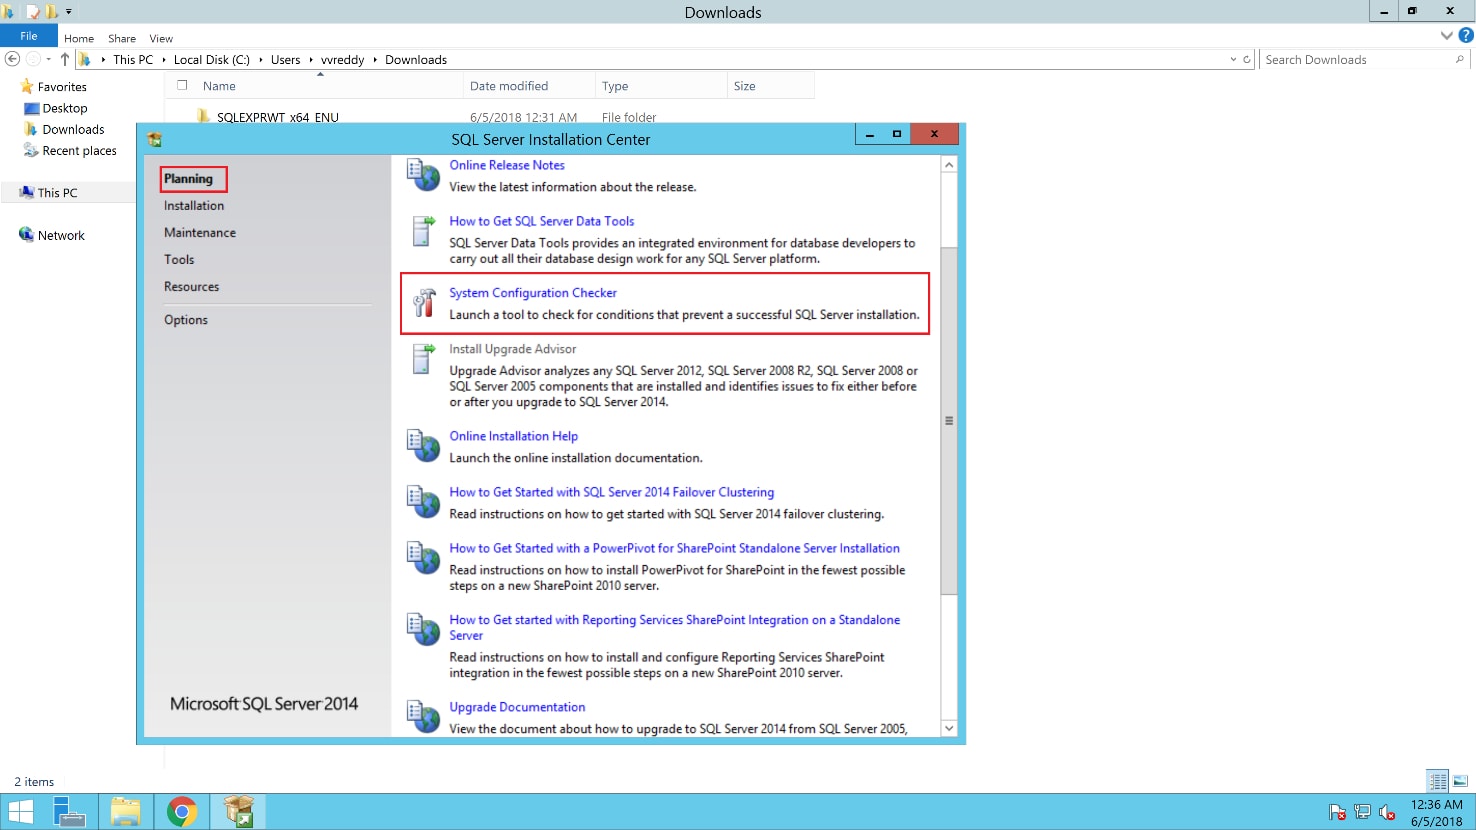 Downloads
File Home Share View
This PC Local Disk (C:) Users vvreddy Downloads
Search Downloads
Favorites
Desktop
Downloads
Recent places
This PC
Network
Name Date modified Type Size
SQLEXPRWT_x64_ENU 6/5/2018 12:31 AM File folder
SQL Server Installation Center
Planning
Installation
Maintenance
Tools
Resources
Options
Microsoft SQL Server 2014
Online Release Notes
View the latest information about the release.
How to Get SQL Server Data Tools
SQL Server Data Tools provides an integrated environment for database developers to
carry out all their database design work for any SQL Server platform.
System Configuration Checker
Launch a tool to check for conditions that prevent a successful SQL Server installation.
Install Upgrade Advisor
Upgrade Advisor analyzes any SQL Server 2012, SQL Server 2008 R2, SQL Server 2008 or
SQL Server 2005 components that are installed and identifies issues to fix either before
or after you upgrade to SQL Server 2014.
Online Installation Help
Launch the online installation documentation.
How to Get Started with SQL Server 2014 Failover Clustering
Read instructions on how to get started with SQL Server 2014 failover clustering.
How to Get Started with a PowerPivot for SharePoint Standalone Server Installation
Read instructions on how to install PowerPivot for SharePoint in the fewest possible
steps on a new SharePoint 2010 server.
How to Get started with Reporting Services SharePoint Integration on a Standalone
Server
Read instructions on how to install and configure Reporting Services SharePoint
integration in the fewest possible steps on a new SharePoint 2010 server.
Upgrade Documentation
View the document about how to upgrade to SQL Server 2014 from SQL Server 2005,
2 items
12:36 AM
6/5/2018